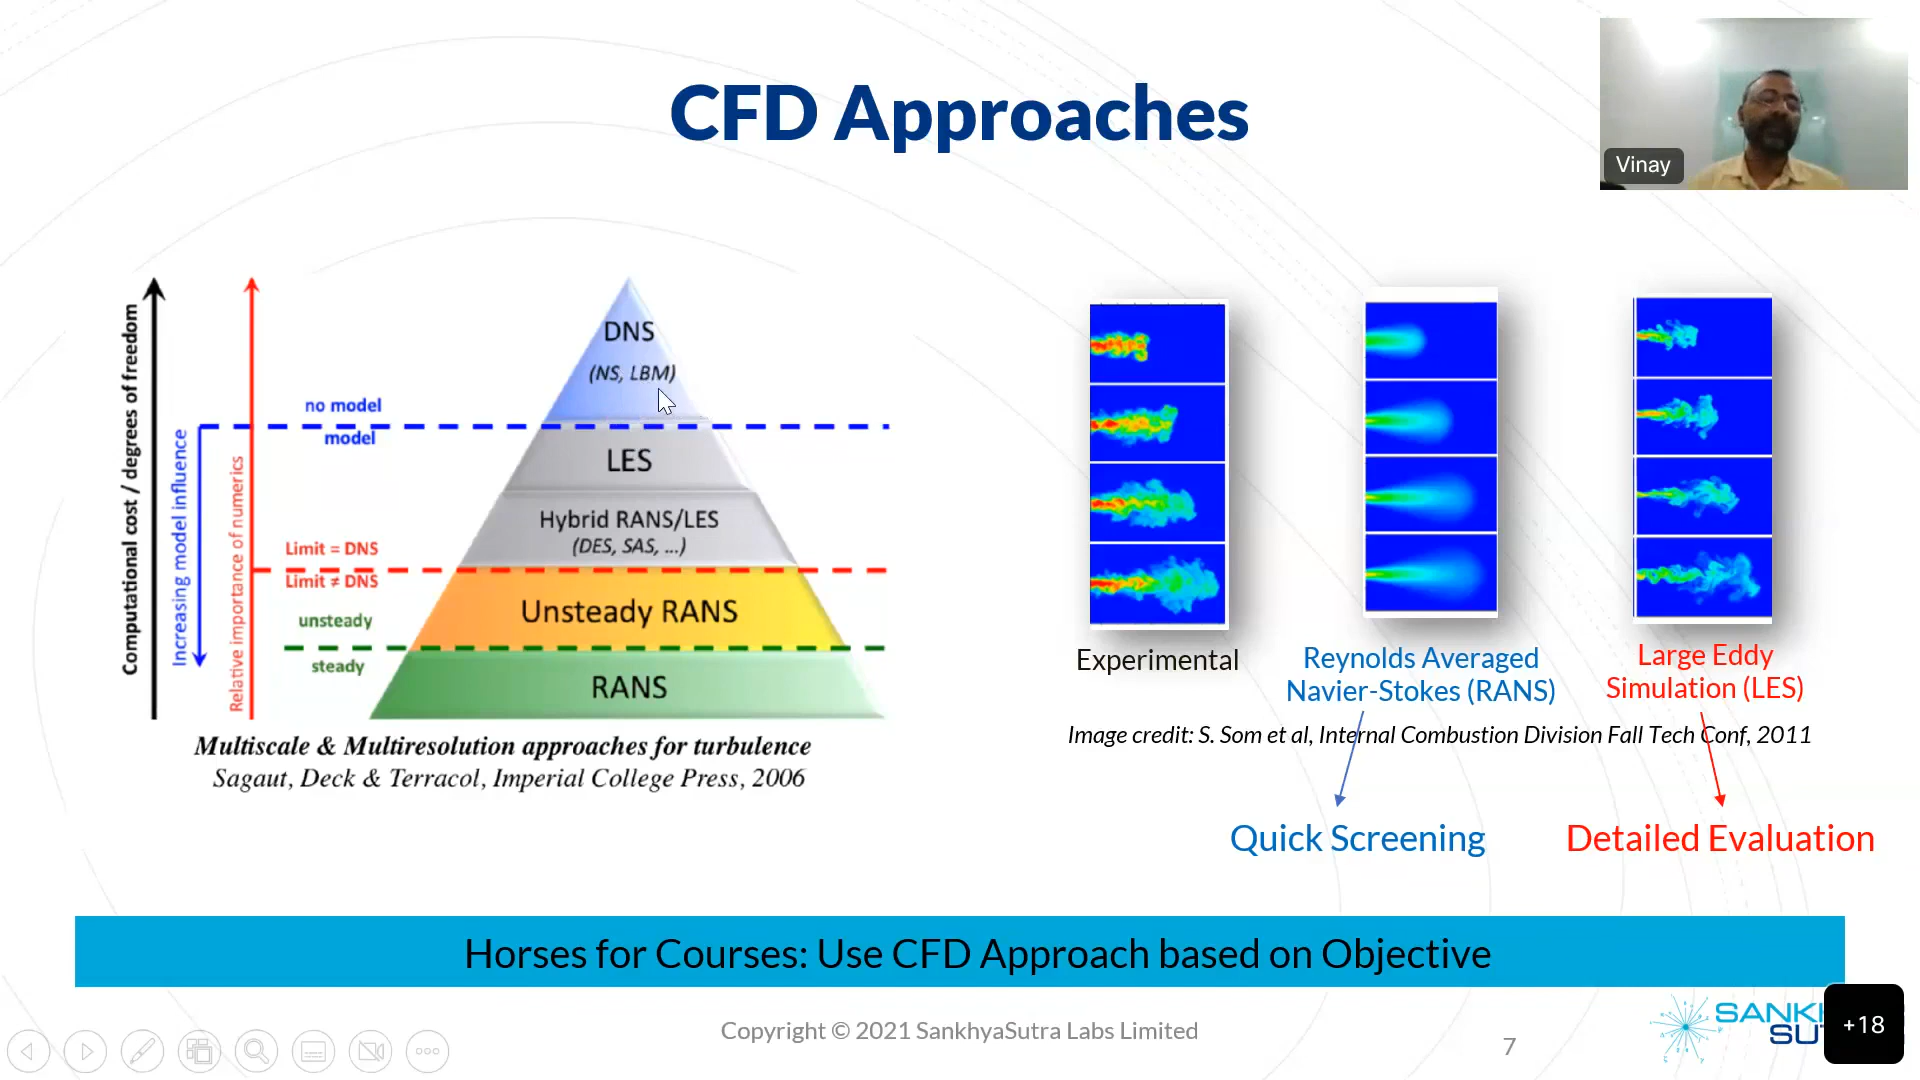 CFD Approaches
Vinay
Computational cost / degrees of freedom
Increasing model influence
Relative importance of numerics
no model
model
Limit = DNS
Limit ≠ DNS
unsteady
steady
DNS
(NS, LBM)
LES
Hybrid RANS/LES
(DES, SAS, ...)
Unsteady RANS
RANS
Multiscale & Multiresolution approaches for turbulence
Sagaut, Deck & Terracol, Imperial College Press, 2006
Experimental
Reynolds Averaged
Navier-Stokes (RANS)
Large Eddy
Simulation (LES)
Image credit: S. Som et al, Internal Combustion Division Fall Tech Conf, 2011
Quick Screening
Detailed Evaluation
Horses for Courses: Use CFD Approach based on Objective
Copyright © 2021 SankhyaSutra Labs Limited
7
+18